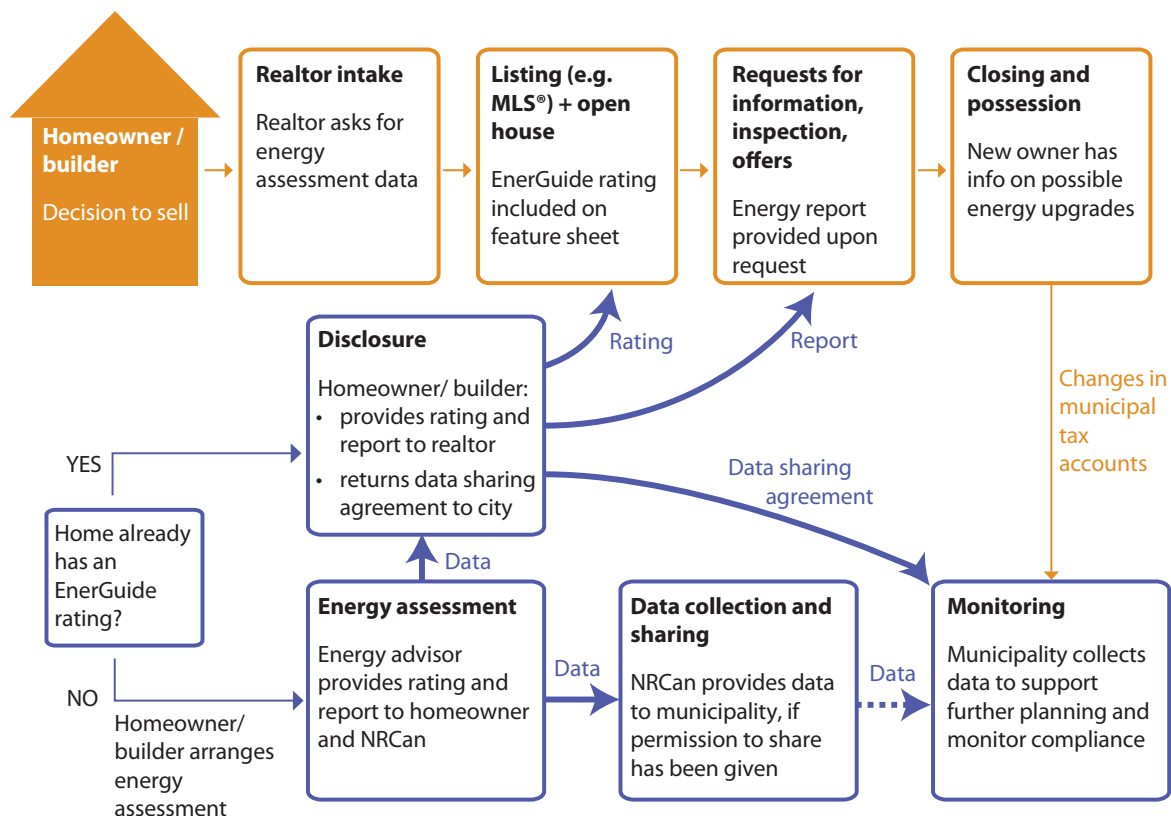 Homeowner /
builder
Decision to sell
Realtor intake
Realtor asks for
energy
assessment data
Listing (e.g.
MLS®) + open
house
EnerGuide rating
included on
feature sheet
Requests for
information,
inspection,
offers
Energy report
provided upon
request
Closing and
possession
New owner has
info on possible
energy upgrades
Disclosure
Homeowner/ builder:
• provides rating and
report to realtor
• returns data sharing
agreement to city
Rating
Report
Data sharing
agreement
Changes in
municipal
tax
accounts
YES
Home already
has an
EnerGuide
rating?
NO
Homeowner/
builder arranges
energy
assessment
Data
Energy assessment
Energy advisor
provides rating and
report to homeowner
and NRCan
Data
Data collection and
sharing
NRCan provides data
to municipality, if
permission to share
has been given
Data
Monitoring
Municipality collects
data to support
further planning and
monitor compliance